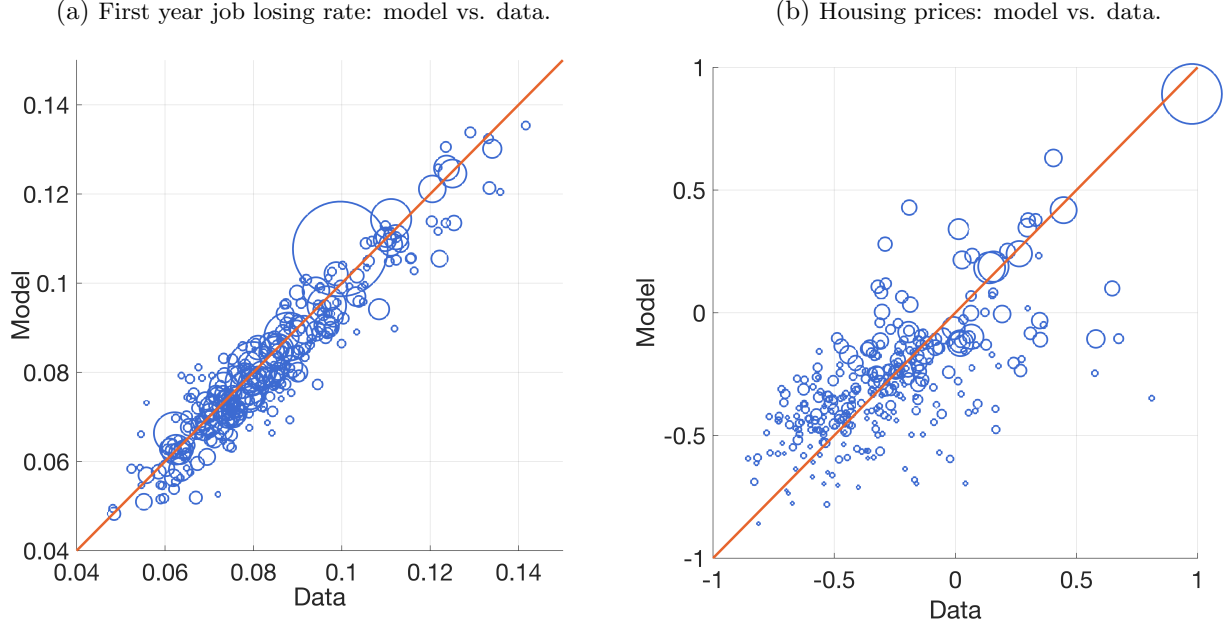 (a) First year job losing rate: model vs. data.
0.14
0.12
0.1
0.08
0.06
0.04
Model
0.04 0.06 0.08 0.1 0.12 0.14
Data
(b) Housing prices: model vs. data.
1
0.5
0
-0.5
-1
Model
-1 -0.5 0 0.5 1
Data